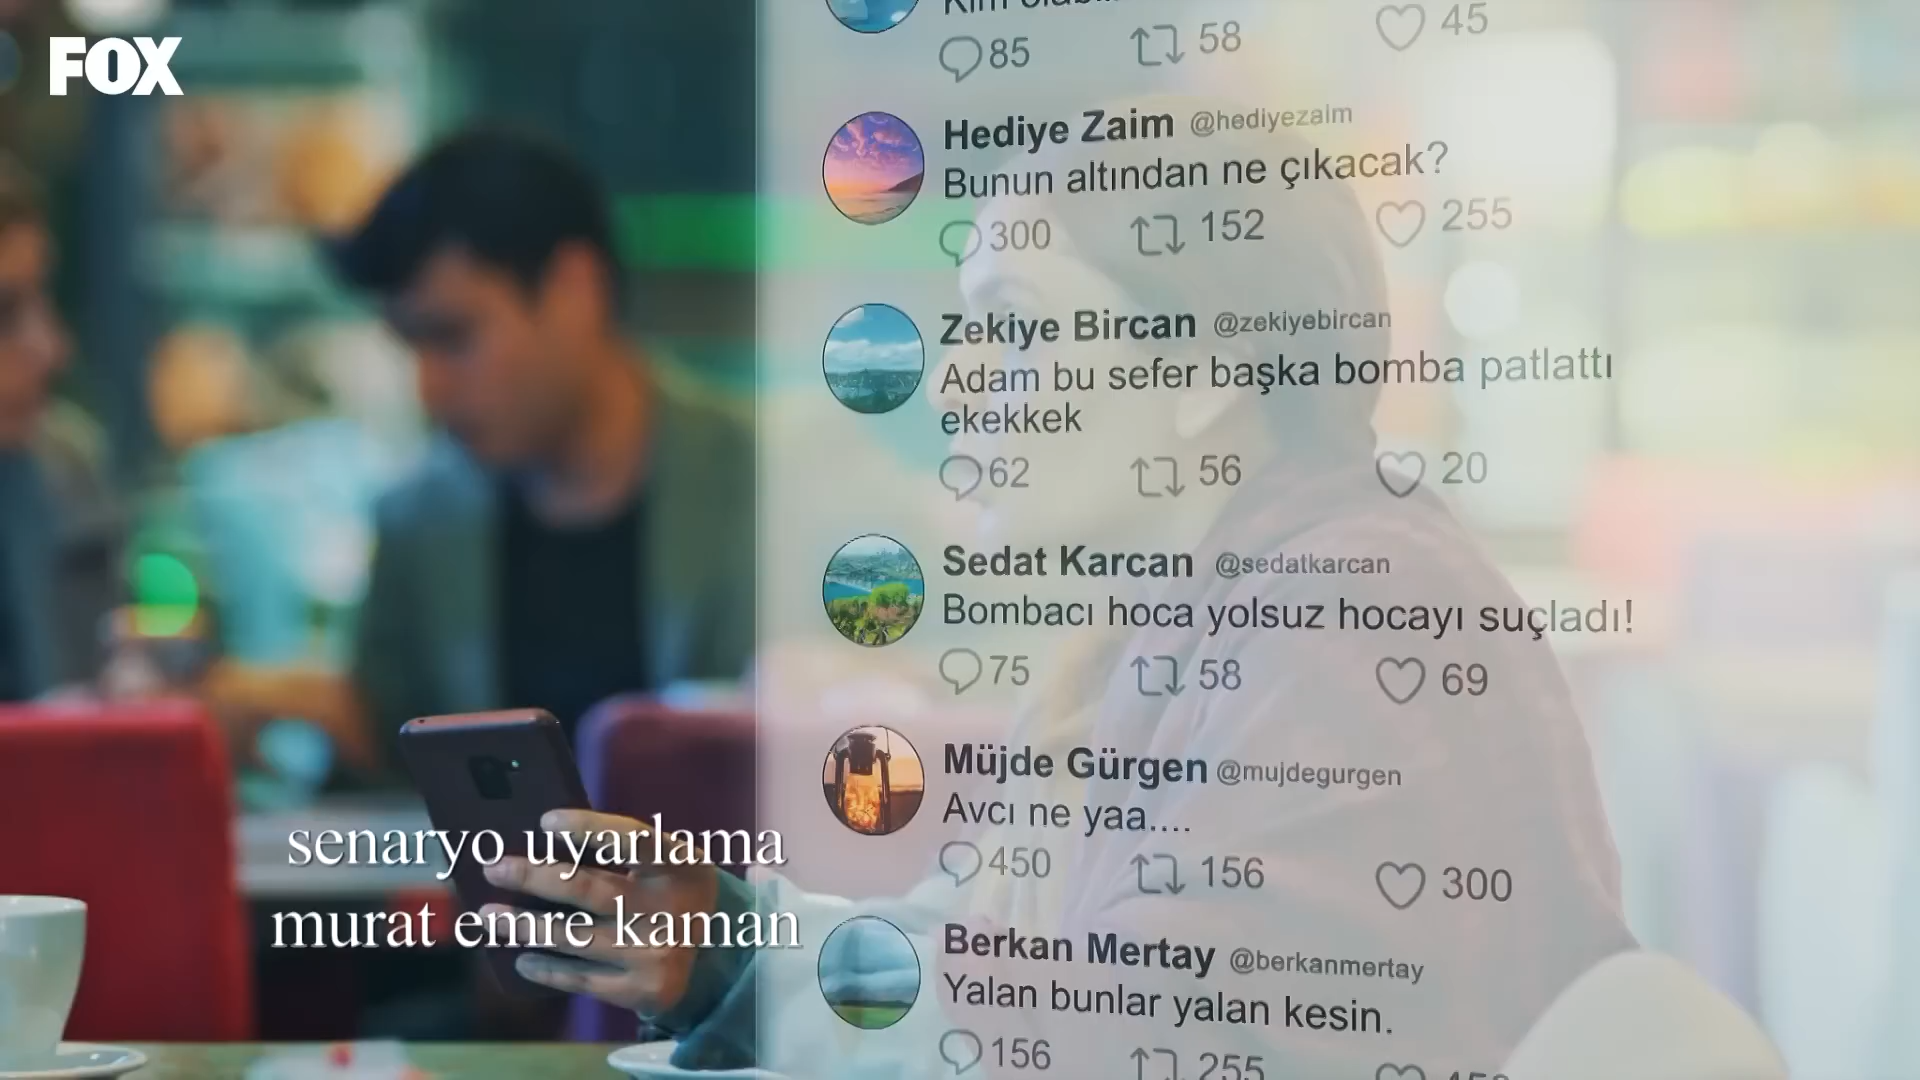 FOX
85 58 45
Hediye Zaim @hediyezaim
Bunun altından ne çıkacak?
300 152 255
Zekiye Bircan @zekiyebircan
Adam bu sefer başka bomba patlattı
ekekkek
62 56 20
Sedat Karcan @sedatkarcan
Bombacı hoca yolsuz hocayı suçladı!
75 58 69
Müjde Gürgen @mujdegurgen
Avcı ne yaa....
450 156 300
Berkan Mertay @berkanmertay
Yalan bunlar yalan kesin.
156 255
senaryo uyarlama
murat emre kaman